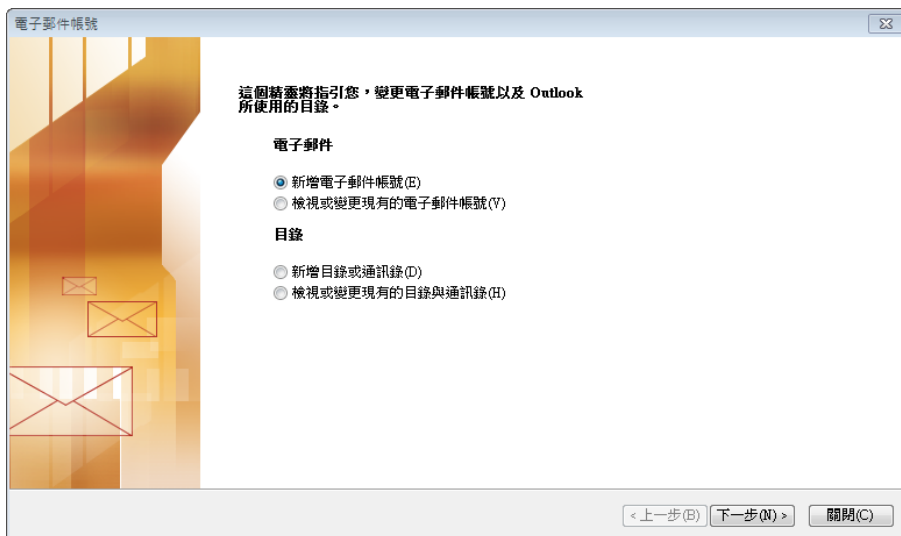 電子郵件帳號
這個精靈將指引您，變更電子郵件帳號以及 Outlook
所使用的目錄。
電子郵件
新增電子郵件帳號(E)
檢視或變更現有的電子郵件帳號(V)
目錄
新增目錄或通訊錄(D)
檢視或變更現有的目錄與通訊錄(H)
<上一步(B) 下一步(N)> 關閉(C)